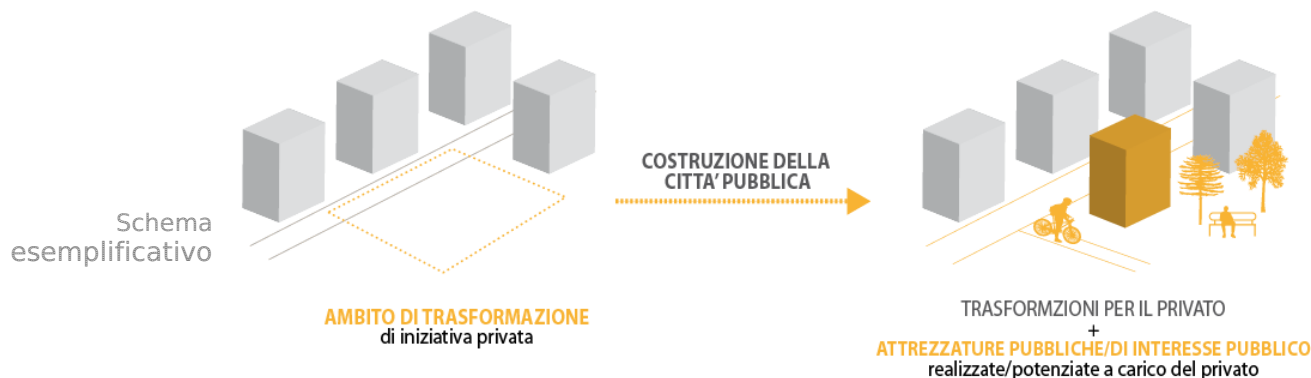 Schema
esemplificativo
AMBITO DI TRASFORMAZIONE
di iniziativa privata
COSTRUZIONE DELLA
CITTA' PUBBLICA
TRASFORMZIONI PER IL PRIVATO
+
ATTREZZATURE PUBBLICHE/DI INTERESSE PUBBLICO
realizzate/potenziate a carico del privato